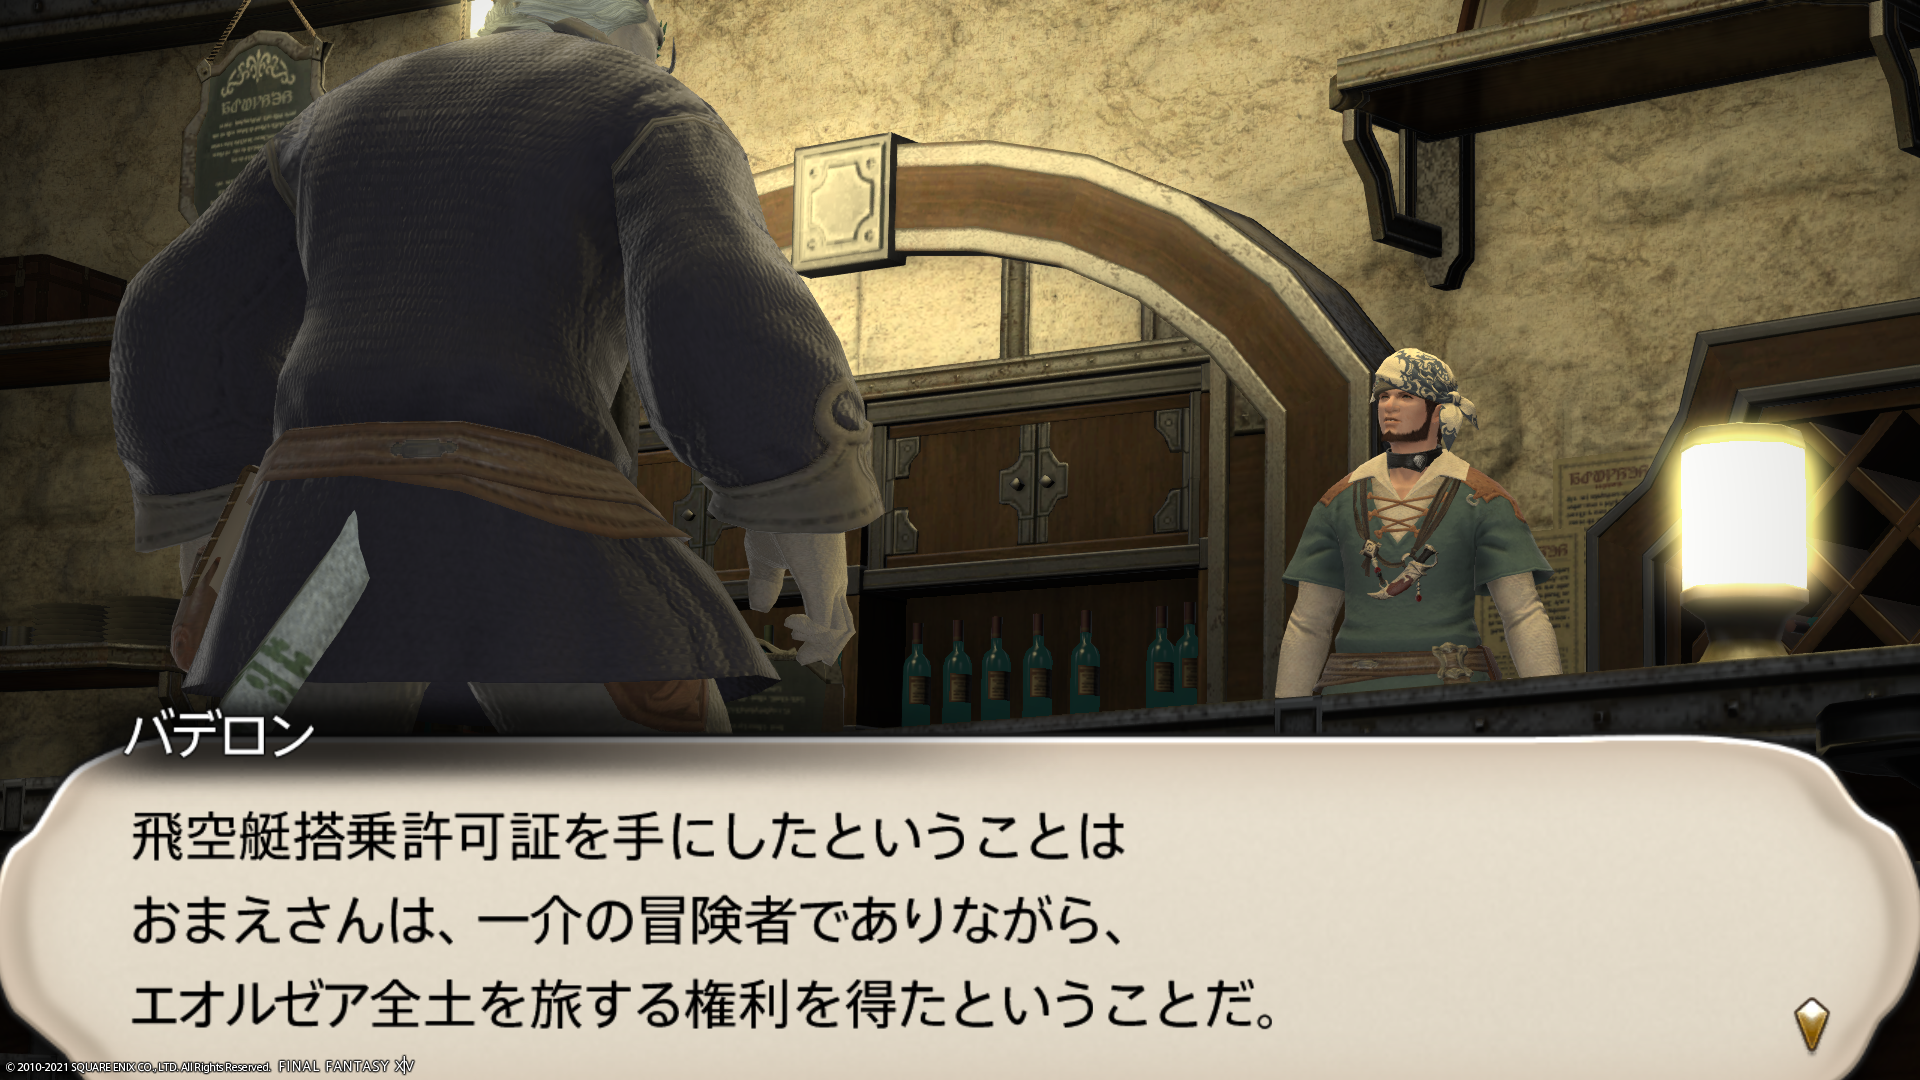 バデロン
飛空艇搭乗許可証を手にしたということは
おまえさんは、一介の冒険者でありながら、
エオルゼア全土を旅する権利を得たということだ。
© 2010-2021 SQUARE ENIX CO., LTD. All Rights Reserved. FINAL FANTASY XIV